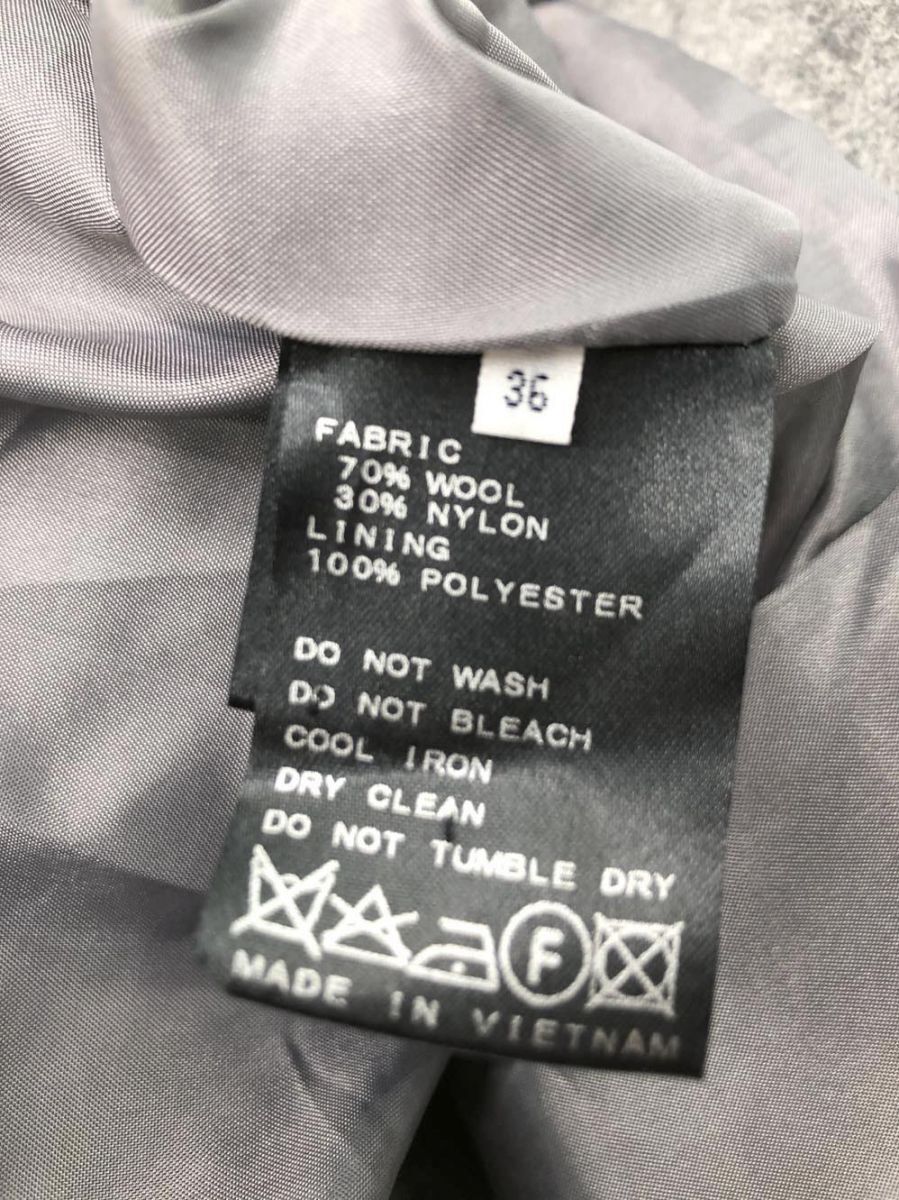 36
FABRIC
70% WOOL
30% NYLON
LINING
100% POLYESTER
DO NOT WASH
DO NOT BLEACH
COOL IRON
DRY CLEAN
DO NOT TUMBLE DRY
F
MADE IN VIETNAM